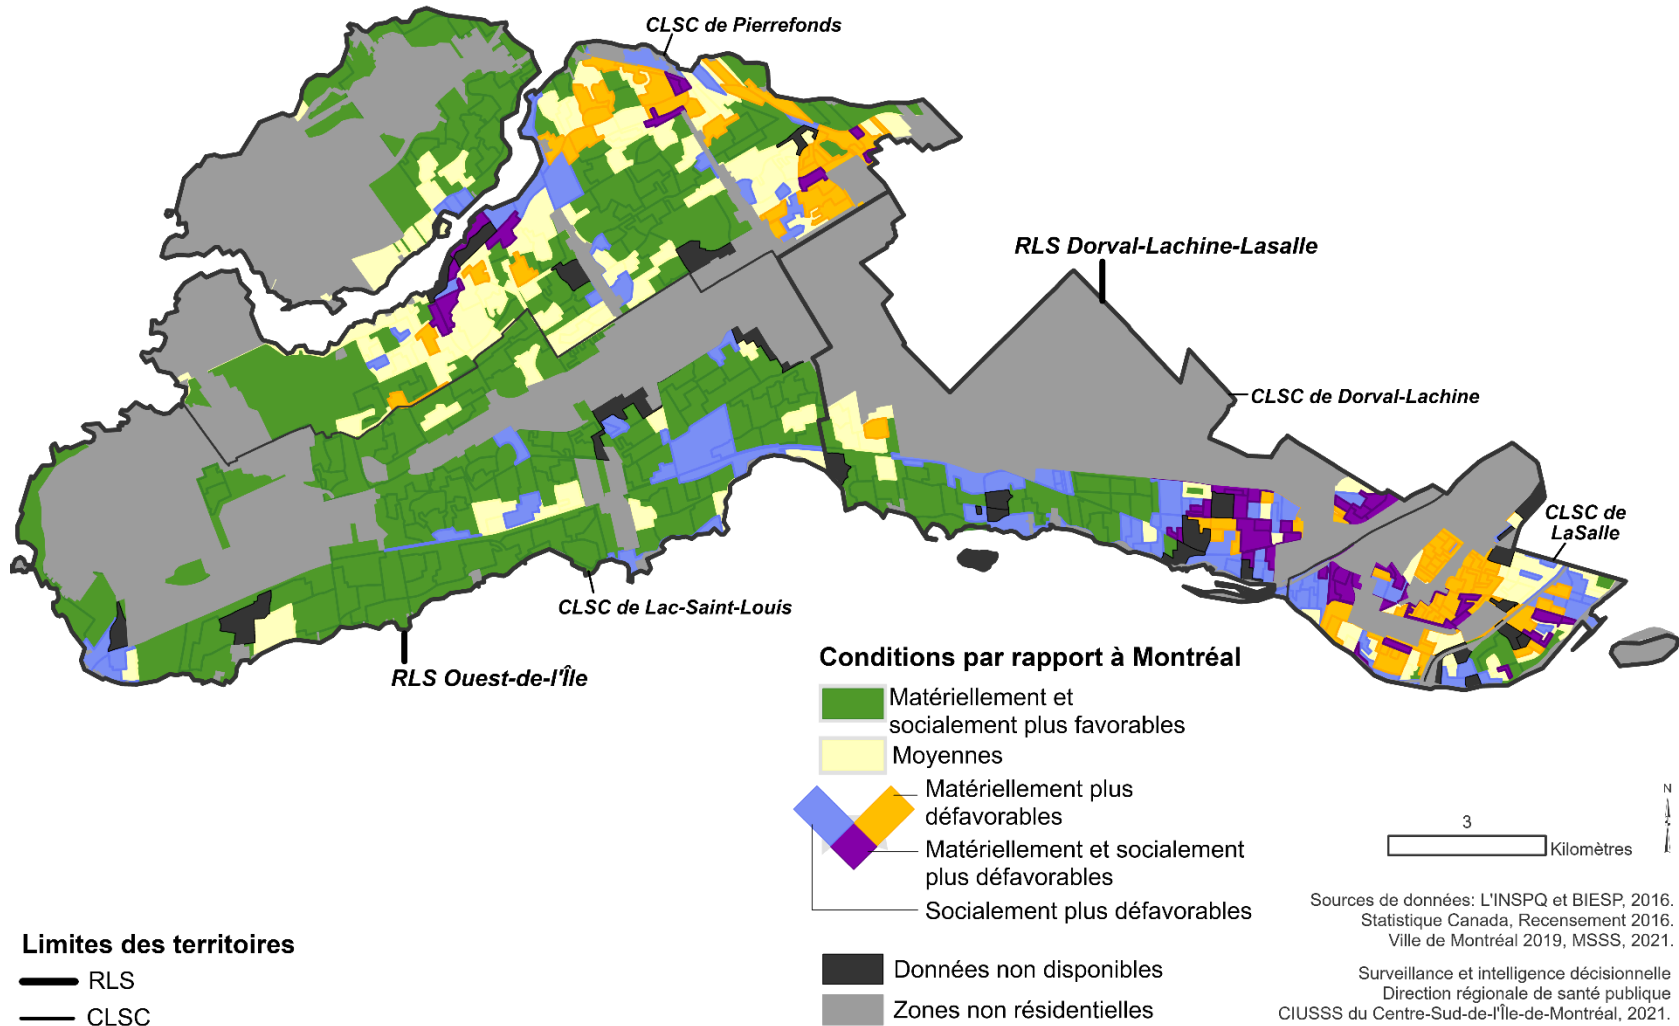 CLSC de Pierrefonds
RLS Dorval-Lachine-Lasalle
CLSC de Dorval-Lachine
CLSC de
LaSalle
CLSC de Lac-Saint-Louis
RLS Ouest-de-l'Île
Conditions par rapport à Montréal
Matériellement et
socialement plus favorables
Moyennes
Matériellement plus
défavorables
Matériellement et socialement
plus défavorables
Socialement plus défavorables
Données non disponibles
Zones non résidentielles
Limites des territoires
RLS
CLSC
N
3
Kilomètres
Sources de données: L'INSPQ et BIESP, 2016.
Statistique Canada, Recensement 2016.
Ville de Montréal 2019, MSSS, 2021.
Surveillance et intelligence décisionnelle
Direction régionale de santé publique
CIUSSS du Centre-Sud-de-l'Île-de-Montréal, 2021.